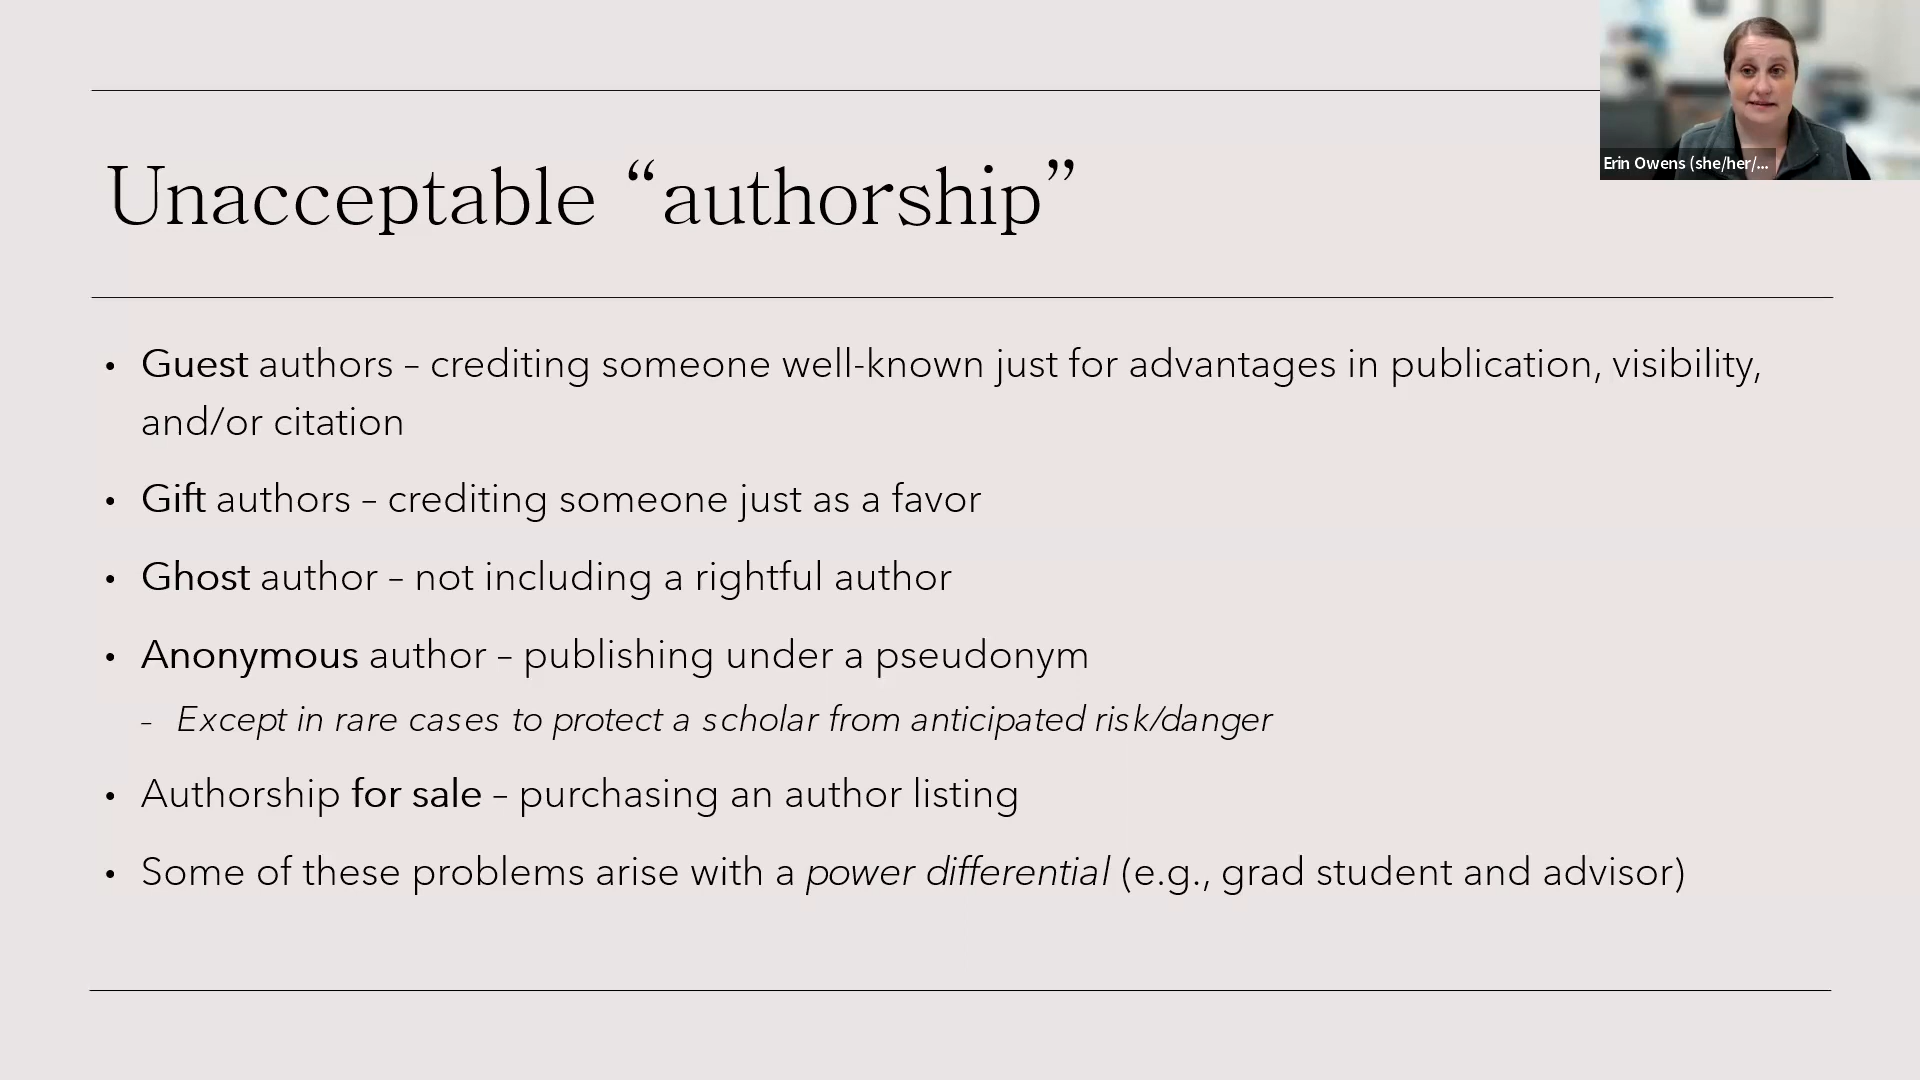 Unacceptable “authorship”
Erin Owens (she/her/...
• Guest authors – crediting someone well-known just for advantages in publication, visibility,
and/or citation
• Gift authors – crediting someone just as a favor
• Ghost author – not including a rightful author
• Anonymous author – publishing under a pseudonym
– Except in rare cases to protect a scholar from anticipated risk/danger
• Authorship for sale – purchasing an author listing
• Some of these problems arise with a power differential (e.g., grad student and advisor)